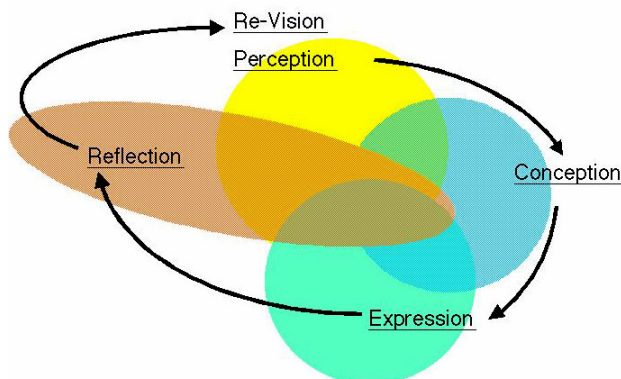 Re-Vision
Perception
Conception
Expression
Reflection